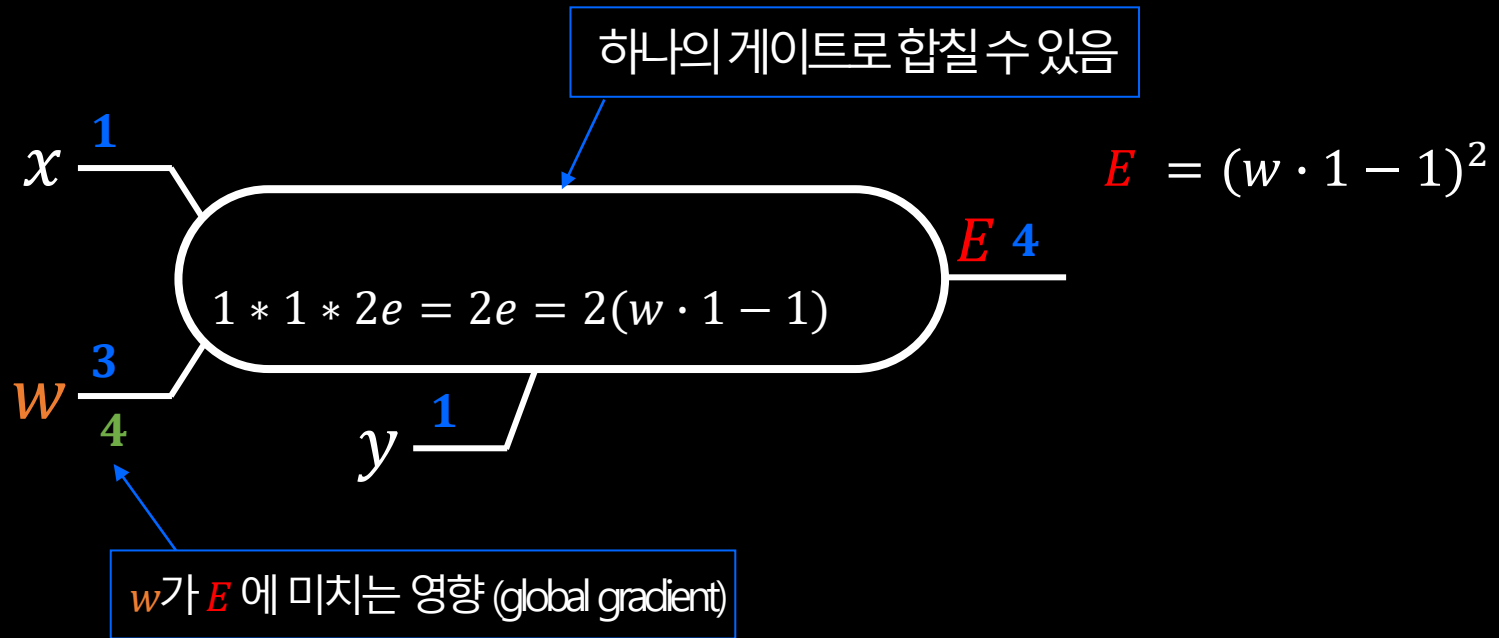 하나의 게이트로 합칠 수 있음
x 1
E = (w · 1 − 1)²
E 4
1 ∗ 1 ∗ 2e = 2e = 2(w · 1 − 1)
w 3
4
y 1
w가 E 에 미치는 영향 (global gradient)